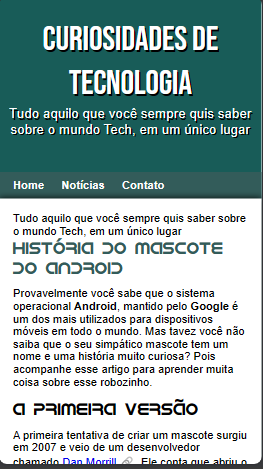 CURIOSIDADES DE
TECNOLOGIA
Tudo aquilo que você sempre quis saber
sobre o mundo Tech, em um único lugar
Home Notícias Contato
Tudo aquilo que você sempre quis saber sobre
o mundo Tech, em um único lugar
HISTÓRIA DO MASCOTE
DO ANDROID
Provavelmente você sabe que o sistema
operacional Android, mantido pelo Google é
um dos mais utilizados para dispositivos
móveis em todo o mundo. Mas tavez você não
saiba que o seu simpático mascote tem um
nome e uma história muito curiosa? Pois
acompanhe esse artigo para aprender muita
coisa sobre esse robozinho.
A PRIMEIRA VERSÃO
A primeira tentativa de criar um mascote surgiu
em 2007 e veio de um desenvolvedor
chamado Dan Morrill 🔗. Ele conta que abriu o